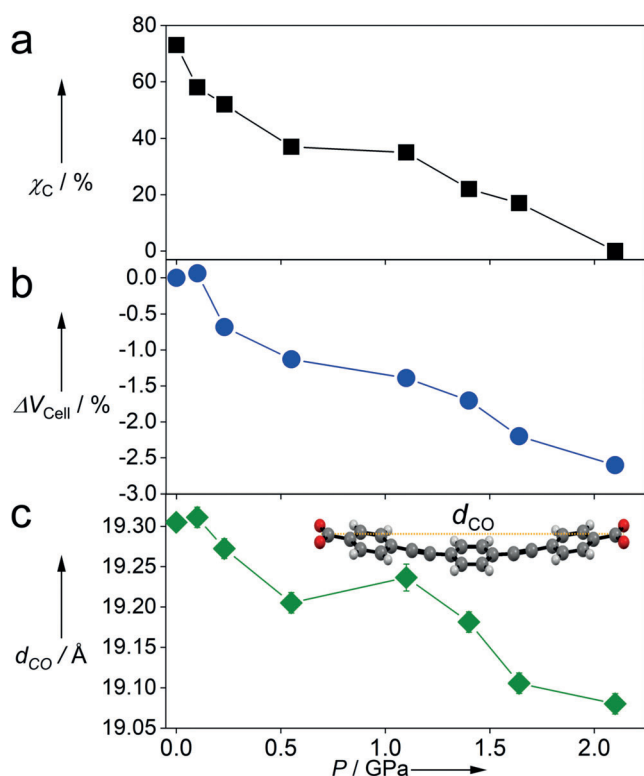 a
80
60
40
20
0
χC / %
b
0.0
-0.5
-1.0
-1.5
-2.0
-2.5
-3.0
ΔVCell / %
c
dCO
19.30
19.25
19.20
19.15
19.10
19.05
dCO / Å
0.0 0.5 1.0 1.5 2.0
P / GPa